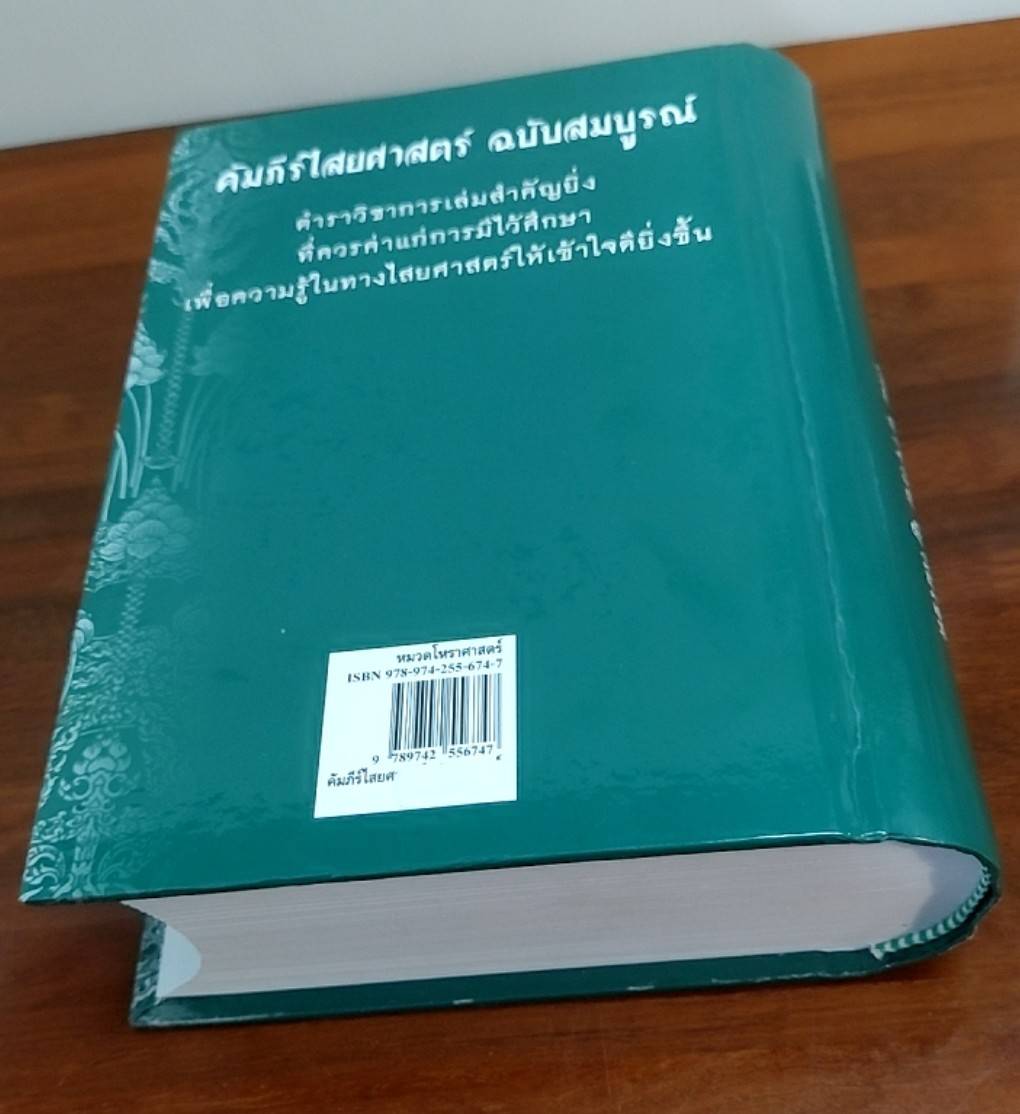 คัมภีร์ไสยศาสตร์ ฉบับสมบูรณ์
ตำราวิชาการเล่มสำคัญยิ่ง
ที่ควรค่าแก่การมีไว้ศึกษา
เพื่อความรู้ในทางไสยศาสตร์ให้เข้าใจดียิ่งขึ้น
หมวดโหราศาสตร์
ISBN 978-974-255-674-7
9 789742 556747
คัมภีร์ไสยศ